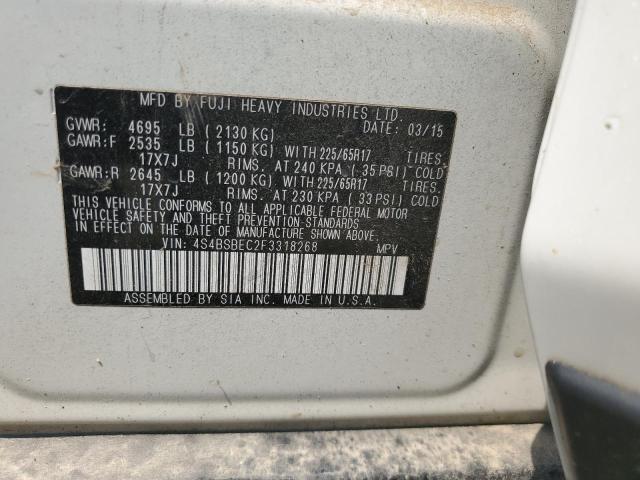 MFD BY FUJI HEAVY INDUSTRIES LTD.
GVWR: 4695 LB (2130 KG) DATE: 03/15
GAWR:F 2535 LB (1150 KG) WITH 225/65R17 TIRES.
17X7J RIMS. AT 240 KPA (35 PSI) COLD
GAWR:R 2645 LB (1200 KG) WITH 225/65R17 TIRES.
17X7J RIMS. AT 230 KPA (33 PSI) COLD
THIS VEHICLE CONFORMS TO ALL APPLICABLE FEDERAL MOTOR
VEHICLE SAFETY AND THEFT PREVENTION STANDARDS
IN EFFECT ON THE DATE OF MANUFACTURE SHOWN ABOVE.
VIN: 4S4BSBEC2F3318268 MPV
ASSEMBLED BY SIA INC. MADE IN U.S.A.